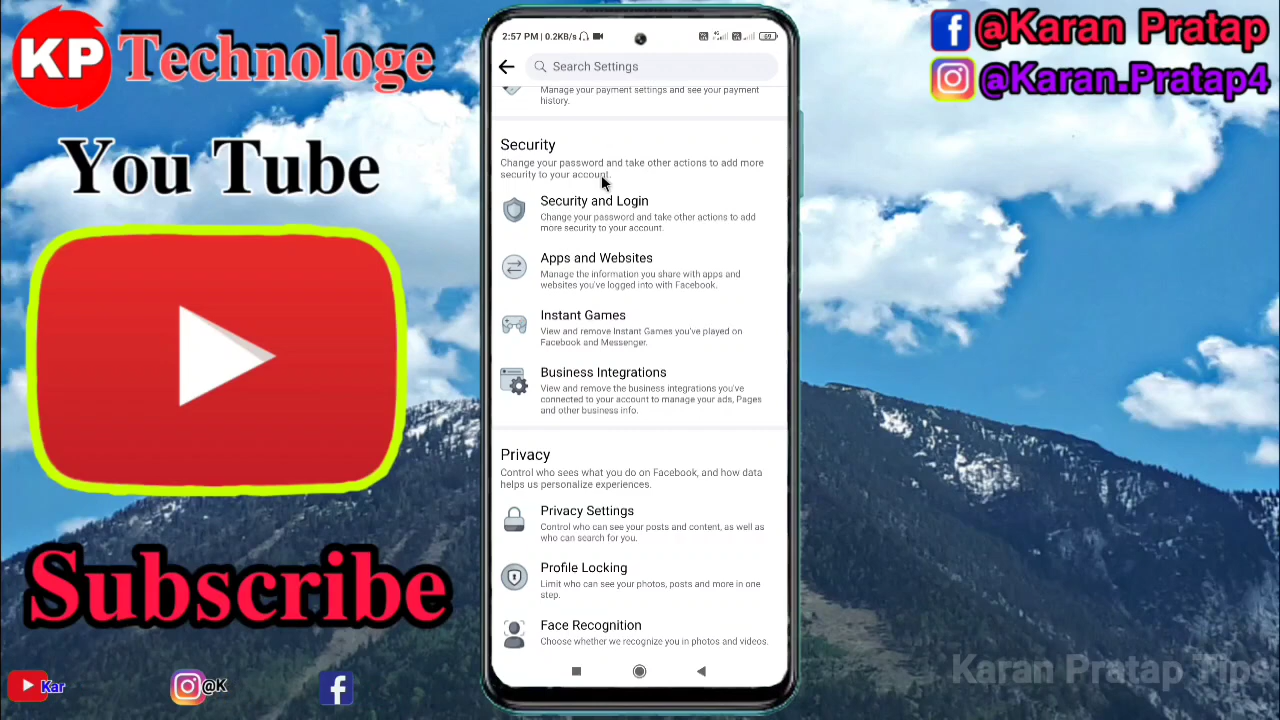 KP Technologe
You Tube
Subscribe
Kar
@K
2:57 PM | 0.2KB/s
69
Search Settings
Manage your payment settings and see your payment
history.
Security
Change your password and take other actions to add more
security to your account.
Security and Login
Change your password and take other actions to add
more security to your account.
Apps and Websites
Manage the information you share with apps and
websites you've logged into with Facebook.
Instant Games
View and remove Instant Games you've played on
Facebook and Messenger.
Business Integrations
View and remove the business integrations you've
connected to your account to manage your ads, Pages
and other business info.
Privacy
Control who sees what you do on Facebook, and how data
helps us personalize experiences.
Privacy Settings
Control who can see your posts and content, as well as
who can search for you.
Profile Locking
Limit who can see your photos, posts and more in one
step.
Face Recognition
Choose whether we recognize you in photos and videos.
@Karan Pratap
@Karan.Pratap4
Karan Pratap Tips